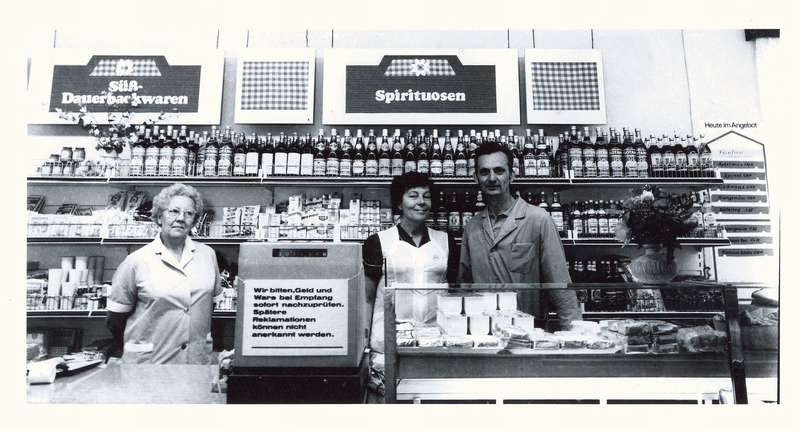 Süß-
Dauerbackwaren
Spirituosen
Heute im Angebot
Wir bitten, Geld und
Ware bei Empfang
sofort nachzuprüfen.
Spätere
Reklamationen
können nicht
anerkannt werden.